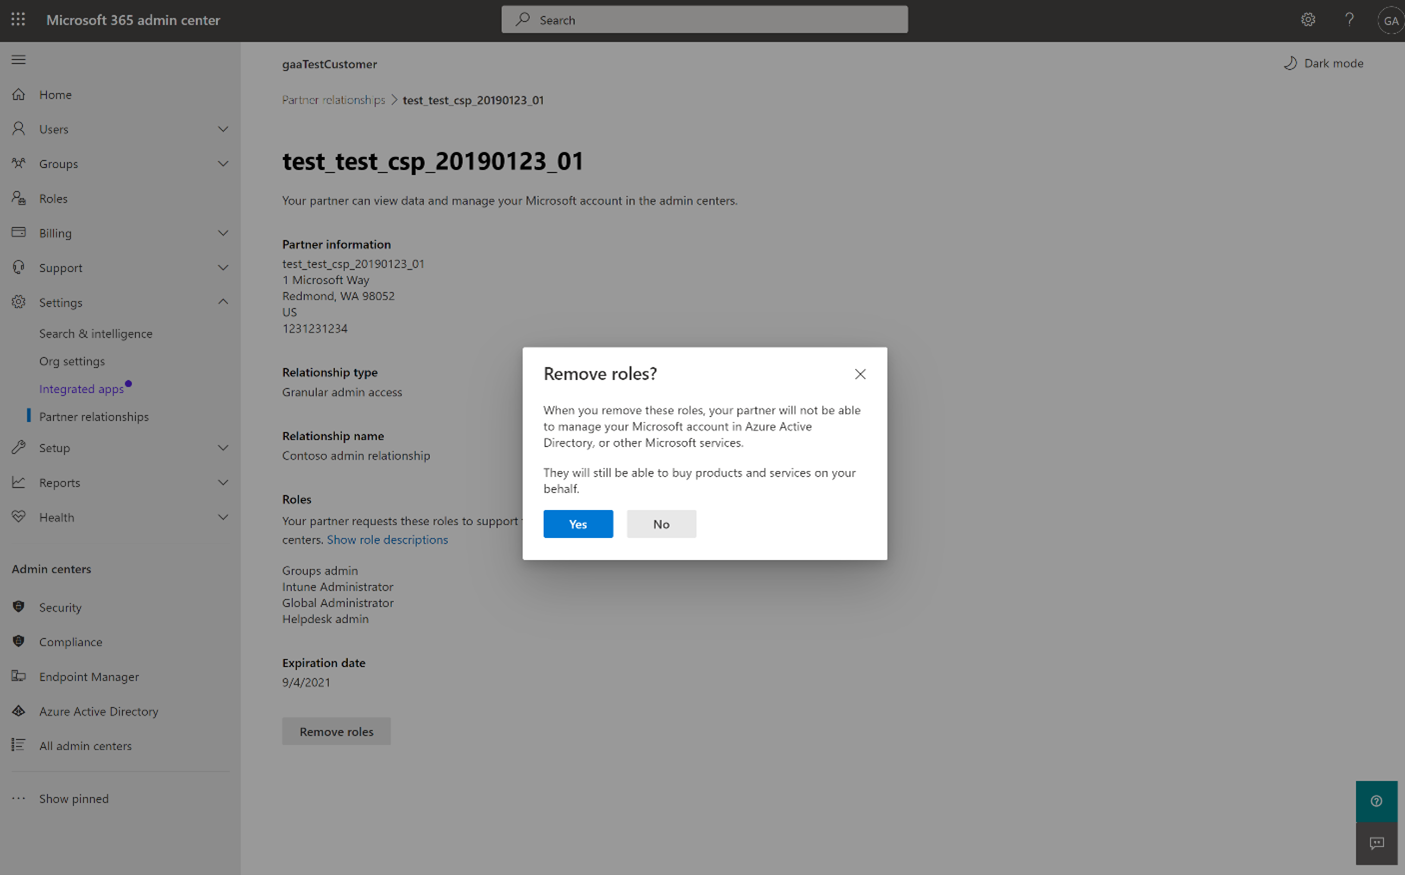 Microsoft 365 admin center
Search
GA
gaaTestCustomer
Dark mode
Partner relationships > test_test_csp_20190123_01
Home
Users
Groups
Roles
Billing
Support
Settings
Search & intelligence
Org settings
Integrated apps
Partner relationships
Setup
Reports
Health
Admin centers
Security
Compliance
Endpoint Manager
Azure Active Directory
All admin centers
Show pinned
test_test_csp_20190123_01
Your partner can view data and manage your Microsoft account in the admin centers.
Partner information
test_test_csp_20190123_01
1 Microsoft Way
Redmond, WA 98052
US
1231231234
Relationship type
Granular admin access
Relationship name
Contoso admin relationship
Roles
Your partner requests these roles to support
centers. Show role descriptions
Groups admin
Intune Administrator
Global Administrator
Helpdesk admin
Expiration date
9/4/2021
Remove roles
Remove roles?
When you remove these roles, your partner will not be able
to manage your Microsoft account in Azure Active
Directory, or other Microsoft services.
They will still be able to buy products and services on your
behalf.
Yes
No